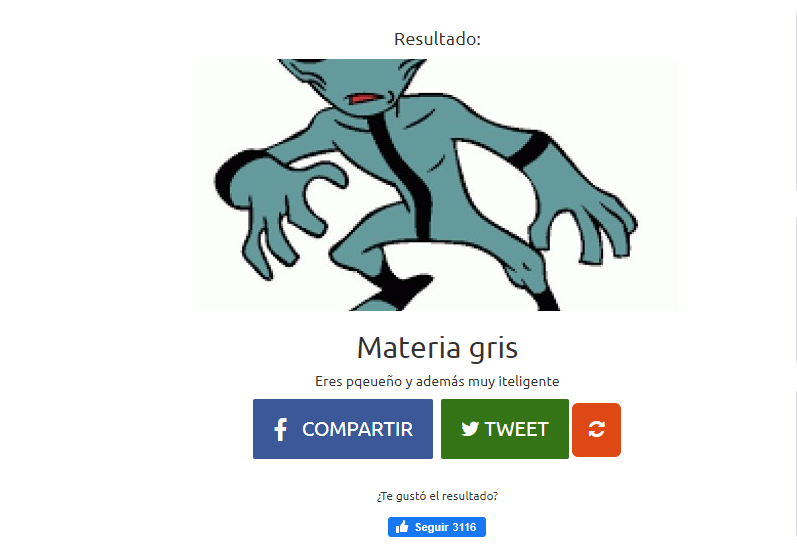 Resultado:
Materia gris
Eres pqeueño y además muy iteligente
COMPARTIR TWEET
¿Te gustó el resultado?
Seguir 3116